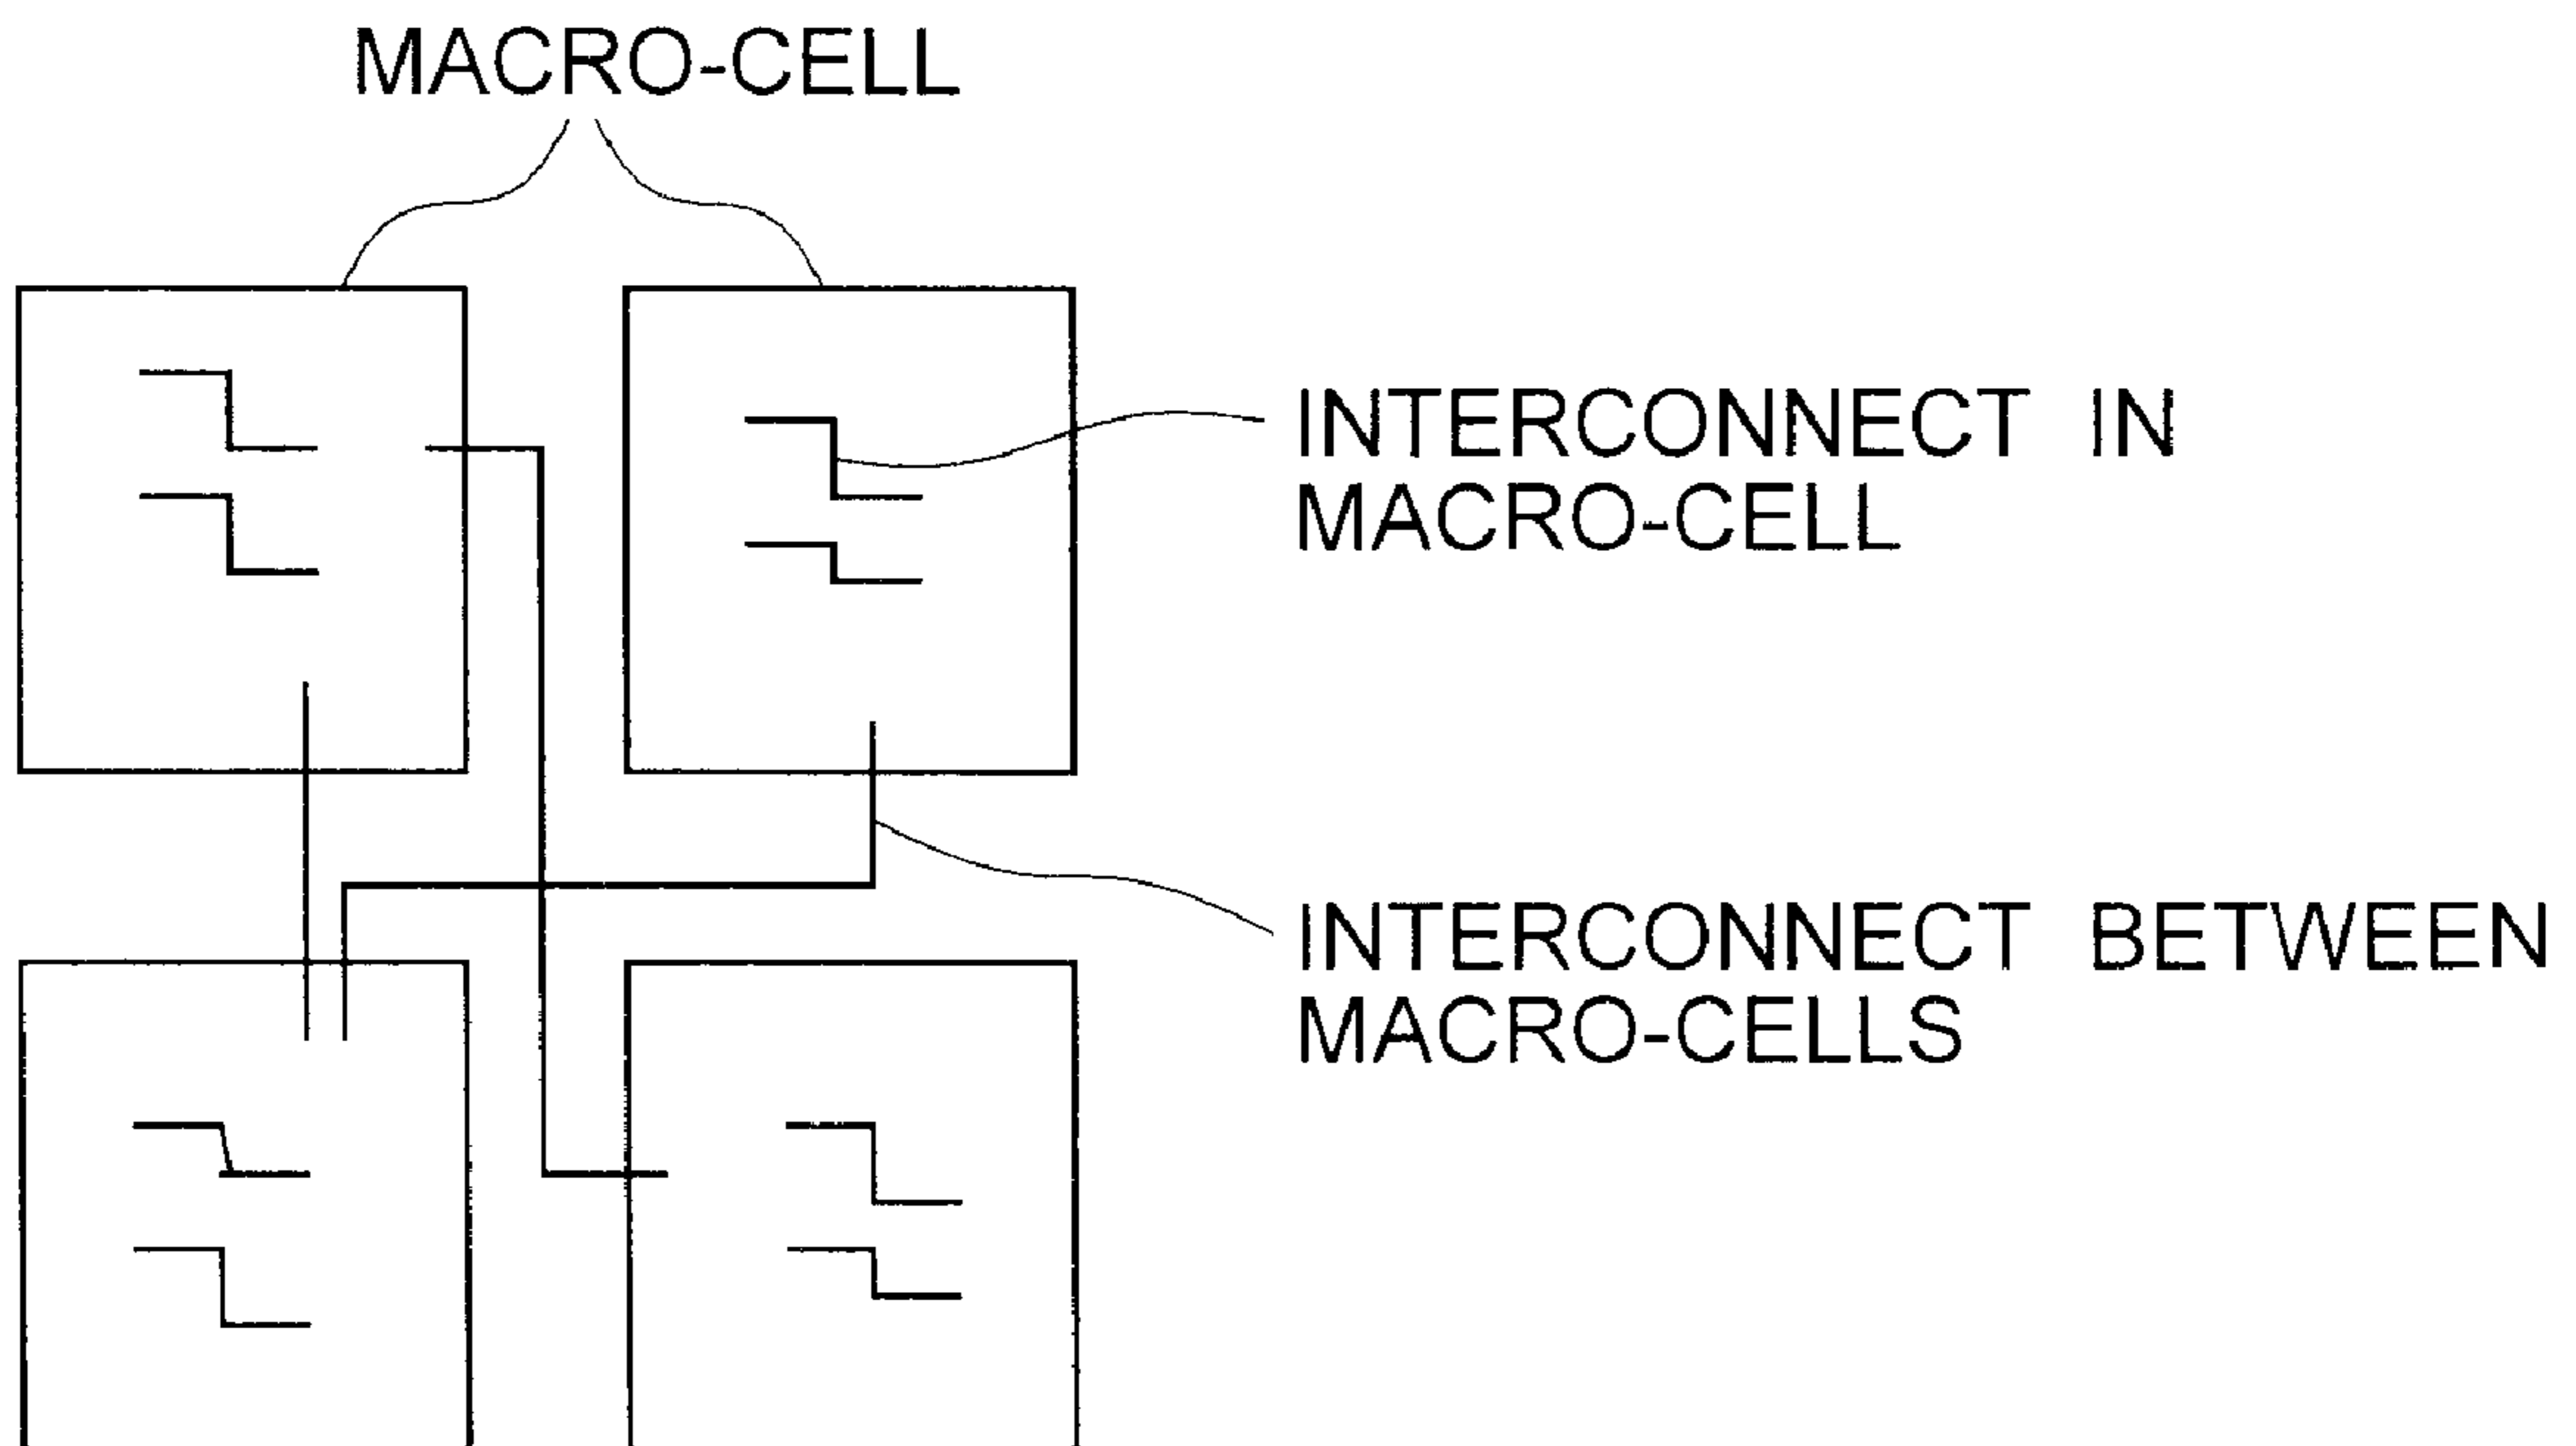 MACRO-CELL
INTERCONNECT IN
MACRO-CELL
INTERCONNECT BETWEEN
MACRO-CELLS